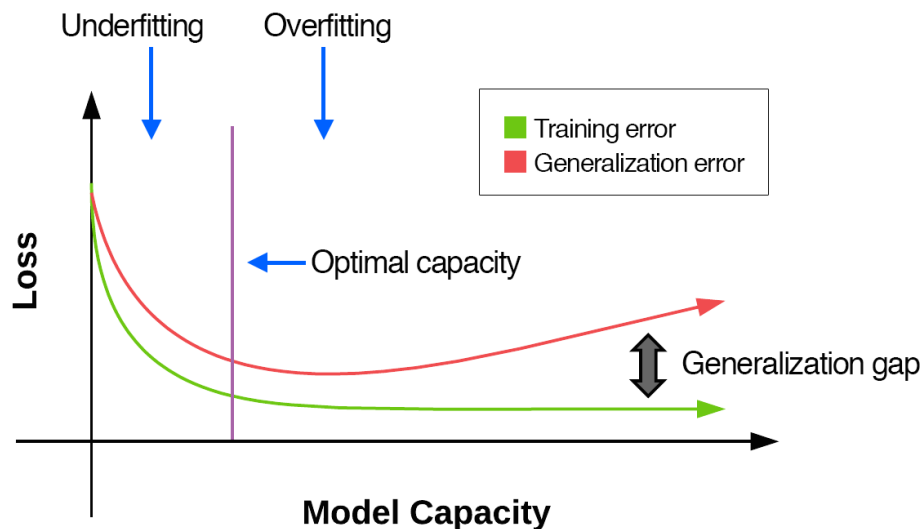 Underfitting
Overfitting
Training error
Generalization error
Optimal capacity
Loss
Generalization gap
Model Capacity